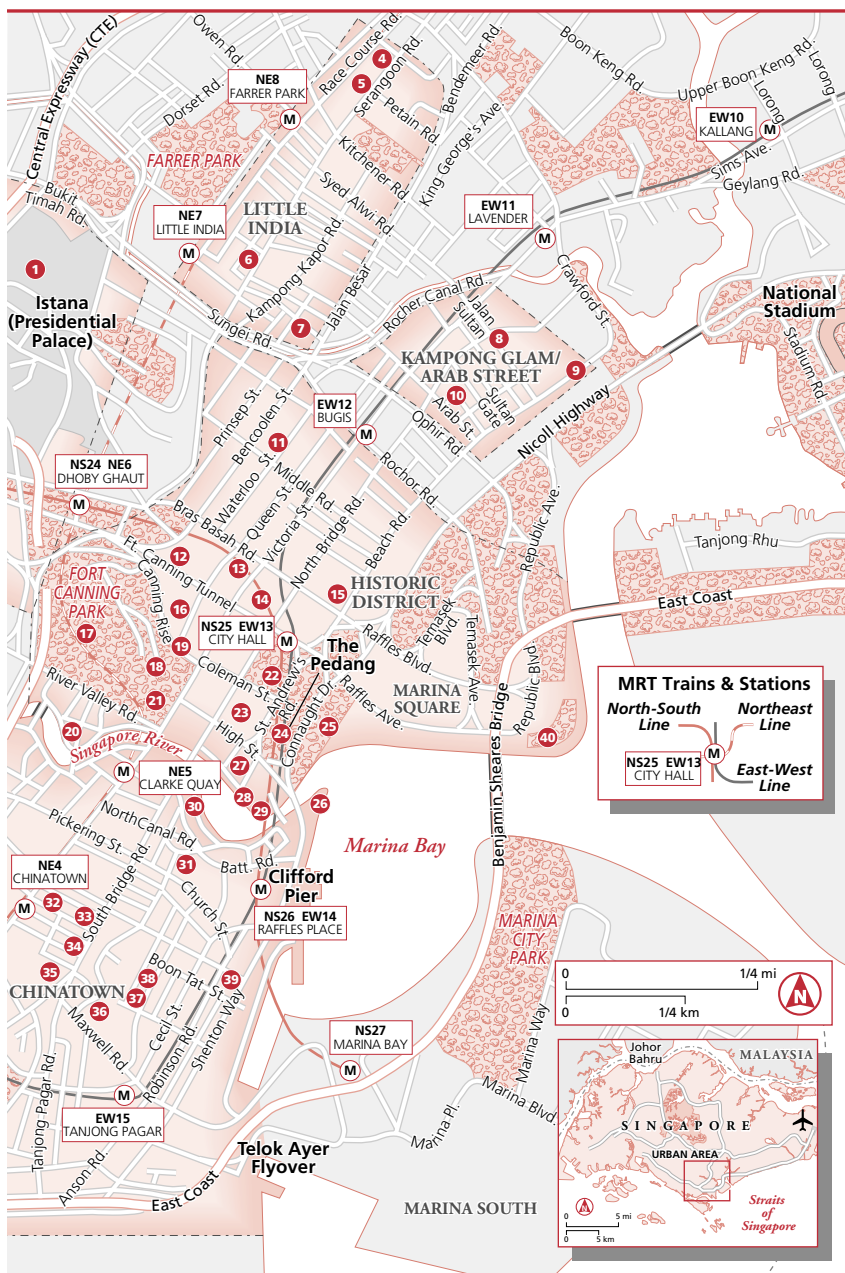 Central Expressway (CTE)
Owen Rd.
Race Course Rd.
4
5
Serangoon Rd.
Bendemeer Rd.
Boon Keng Rd.
Upper Boon Keng Rd.
Lorong
Lorong
Dorset Rd.
NE8
FARRER PARK
M
Petain Rd.
EW10
KALLANG
M
FARRER PARK
Kitchener Rd.
King George's Ave.
Sims Ave.
Geylang Rd.
Bukit
Timah Rd.
NE7
LITTLE INDIA
M
LITTLE
INDIA
Syed Alwi Rd.
EW11
LAVENDER
M
1
6
Kampong Kapor Rd.
Jalan Besar
Rocher Canal Rd.
Crawford St.
Istana
(Presidential
Palace)
Sungei Rd.
7
Jalan
Sultan
8
National
Stadium
Stadium Rd.
KAMPONG GLAM/
ARAB STREET
9
10
Sultan
Gate
Arab St.
Ophir Rd.
Nicoll Highway
Prinsep St.
Bencoolen St.
EW12
BUGIS
M
11
Waterloo St.
Middle Rd.
Rochor Rd.
NS24 NE6
DHOBY GHAUT
M
Queen St.
Victoria St.
Bras Basah Rd.
North Bridge Rd.
Beach Rd.
Republic Ave.
Tanjong Rhu
Ft. Canning Tunnel
12
13
FORT
CANNING
PARK
Canning Rise
14
15
HISTORIC
DISTRICT
16
17
East Coast
NS25 EW13
CITY HALL
M
Temasek
Blvd.
Temasek Ave.
18
19
The
Pedang
Raffles Blvd.
Republic Blvd.
MRT Trains & Stations
North-South
Line
Northeast
Line
M
NS25 EW13
CITY HALL
East-West
Line
Coleman St.
22
St. Andrew's
Rd.
Connaught Dr.
MARINA
SQUARE
Raffles Ave.
21
River Valley Rd.
23
24
25
20
Singapore River
High St.
40
Benjamin Sheares Bridge
M
NE5
CLARKE QUAY
27
28
29
26
30
North Canal Rd.
Pickering St.
Marina Bay
Batt. Rd.
31
Clifford
Pier
M
NE4
CHINATOWN
M
32
33
South Bridge Rd.
Church St.
NS26 EW14
RAFFLES PLACE
MARINA
CITY
PARK
34
35
CHINATOWN
38
37
36
Boon Tat St.
39
0
1/4 mi
0
1/4 km
N
Cecil St.
Maxwell Rd.
Robinson Rd.
Shenton Way
NS27
MARINA BAY
M
Marina Way
Marina Blvd.
Marina Pl.
Tanjong Pagar Rd.
M
EW15
TANJONG PAGAR
Anson Rd.
Telok Ayer
Flyover
East Coast
MARINA SOUTH
Johor
Bahru
MALAYSIA
SINGAPORE
URBAN AREA
N
0
5 mi
0
5 km
Straits
of
Singapore